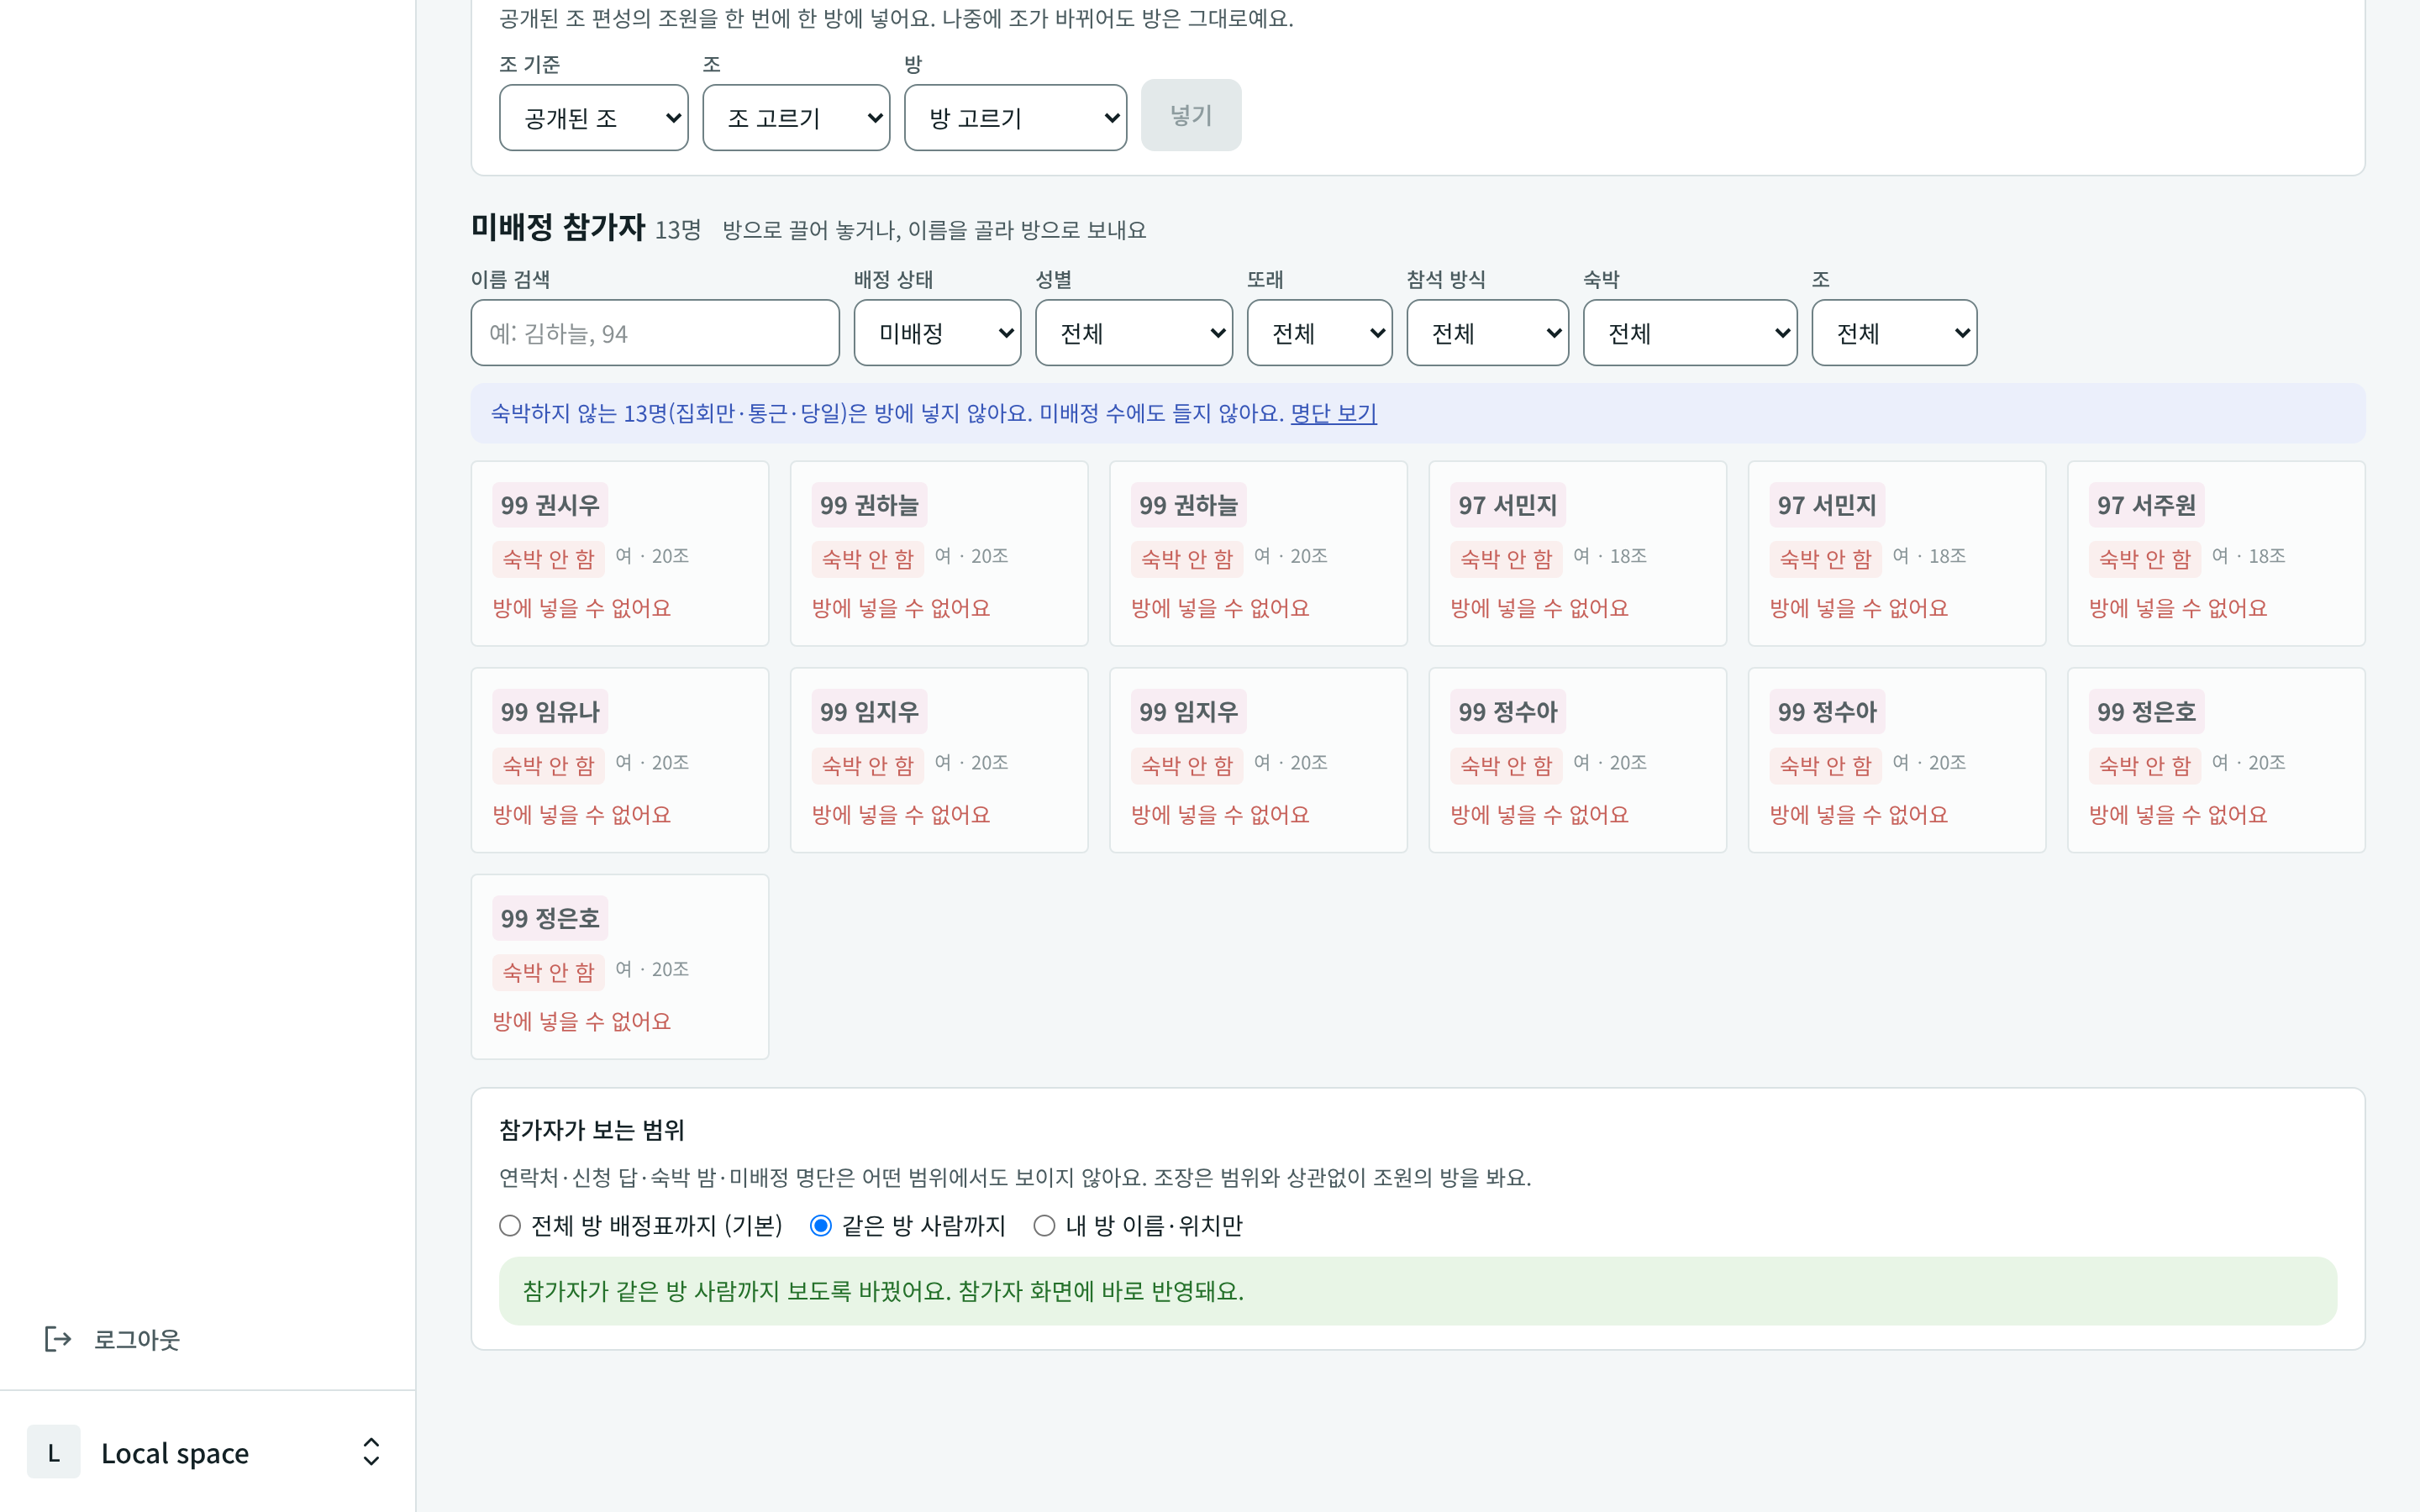 공개된 조 편성의 조원을 한 번에 한 방에 넣어요. 나중에 조가 바뀌어도 방은 그대로예요.
조 기준 조 방
공개된 조 조 고르기 방 고르기 넣기
미배정 참가자 13명 방으로 끌어 놓거나, 이름을 골라 방으로 보내요
이름 검색 배정 상태 성별 또래 참석 방식 숙박 조
예: 김하늘, 94 미배정 전체 전체 전체 전체 전체
숙박하지 않는 13명(집회만·통근·당일)은 방에 넣지 않아요. 미배정 수에도 들지 않아요. 명단 보기
99 권시우 99 권하늘 99 권하늘 97 서민지 97 서민지 97 서주원
숙박 안 함 여 · 20조 숙박 안 함 여 · 20조 숙박 안 함 여 · 20조 숙박 안 함 여 · 18조 숙박 안 함 여 · 18조 숙박 안 함 여 · 18조
방에 넣을 수 없어요 방에 넣을 수 없어요 방에 넣을 수 없어요 방에 넣을 수 없어요 방에 넣을 수 없어요 방에 넣을 수 없어요
99 임유나 99 임지우 99 임지우 99 정수아 99 정수아 99 정은호
숙박 안 함 여 · 20조 숙박 안 함 여 · 20조 숙박 안 함 여 · 20조 숙박 안 함 여 · 20조 숙박 안 함 여 · 20조 숙박 안 함 여 · 20조
방에 넣을 수 없어요 방에 넣을 수 없어요 방에 넣을 수 없어요 방에 넣을 수 없어요 방에 넣을 수 없어요 방에 넣을 수 없어요
99 정은호
숙박 안 함 여 · 20조
방에 넣을 수 없어요
참가자가 보는 범위
연락처·신청 답·숙박 밤·미배정 명단은 어떤 범위에서도 보이지 않아요. 조장은 범위와 상관없이 조원의 방을 봐요.
전체 방 배정표까지 (기본) 같은 방 사람까지 내 방 이름·위치만
참가자가 같은 방 사람까지 보도록 바꿨어요. 참가자 화면에 바로 반영돼요.
로그아웃
L Local space